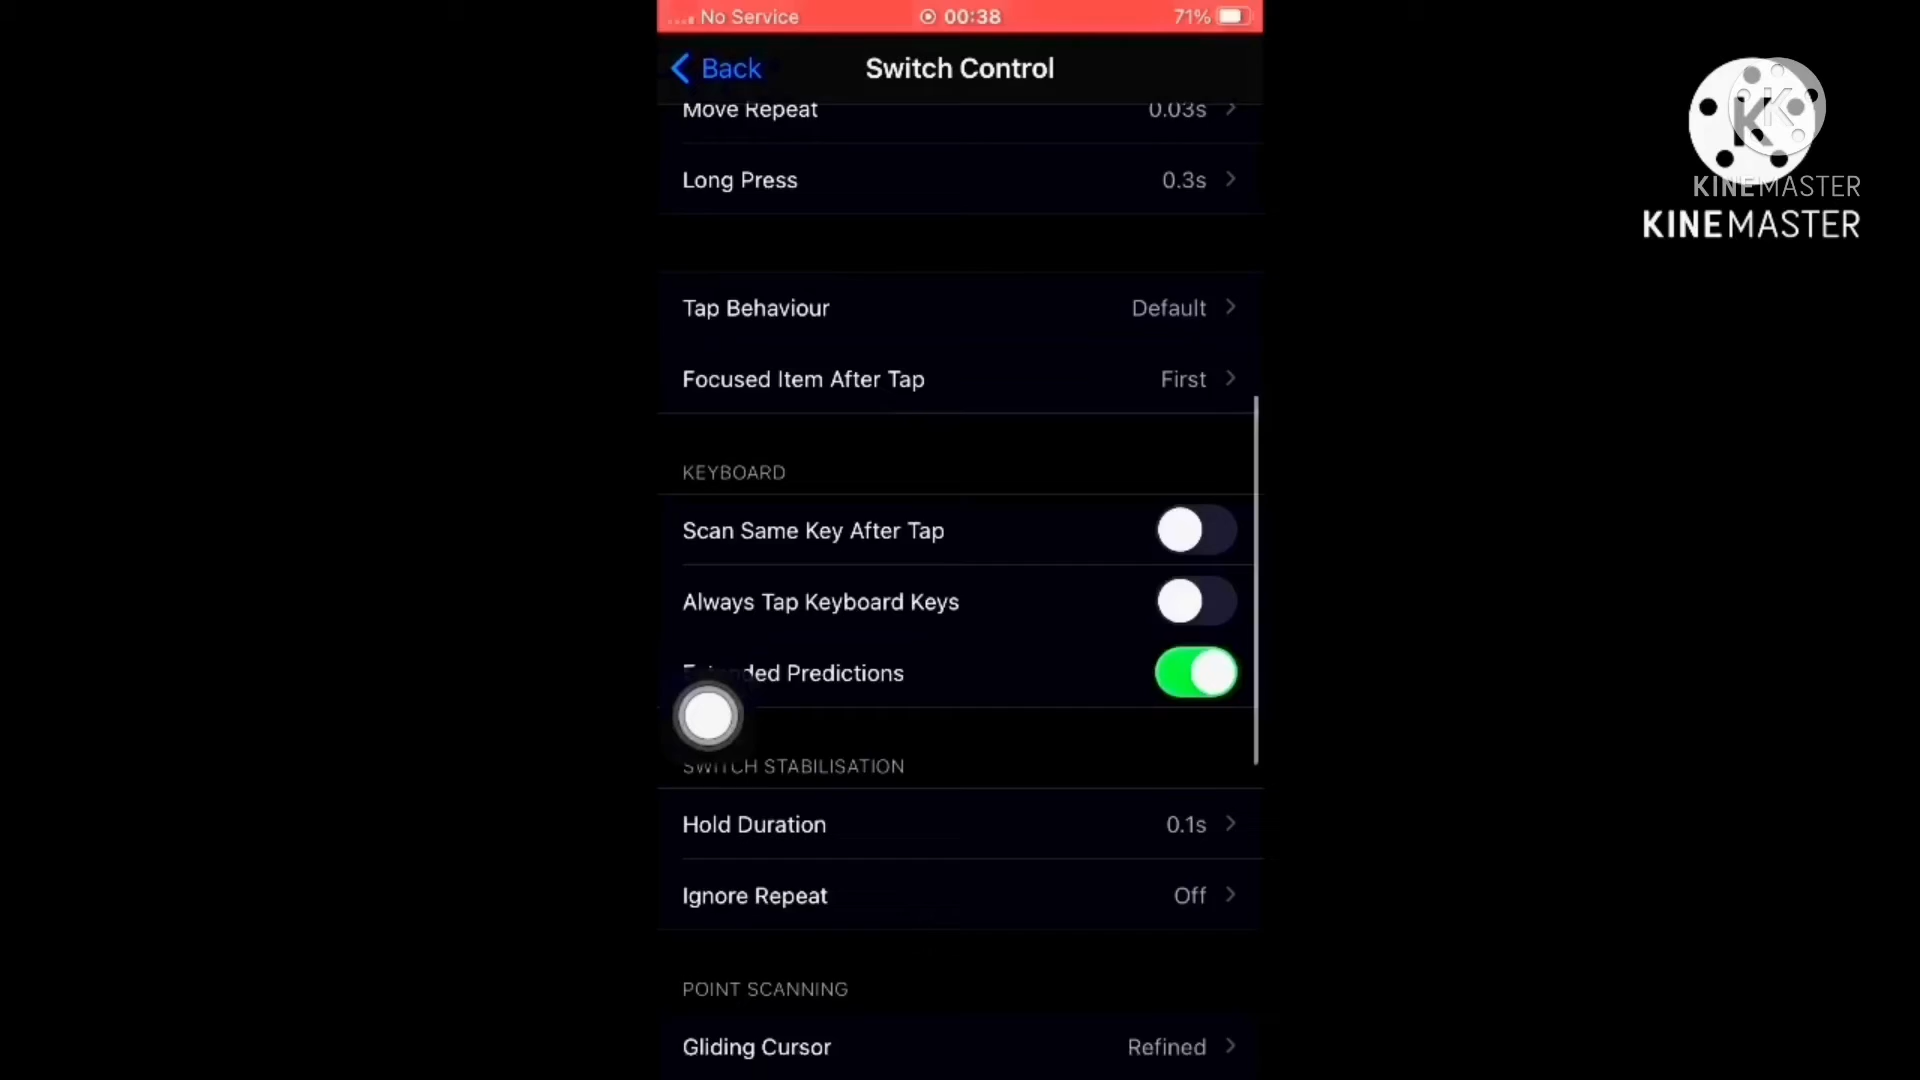 No Service 00:38 71%
Back Switch Control
Move Repeat 0.03s
Long Press 0.3s
Tap Behaviour Default
Focused Item After Tap First
KEYBOARD
Scan Same Key After Tap
Always Tap Keyboard Keys
Extended Predictions
SWITCH STABILISATION
Hold Duration 0.1s
Ignore Repeat Off
POINT SCANNING
Gliding Cursor Refined
K
K
KINEMASTER
KINEMASTER